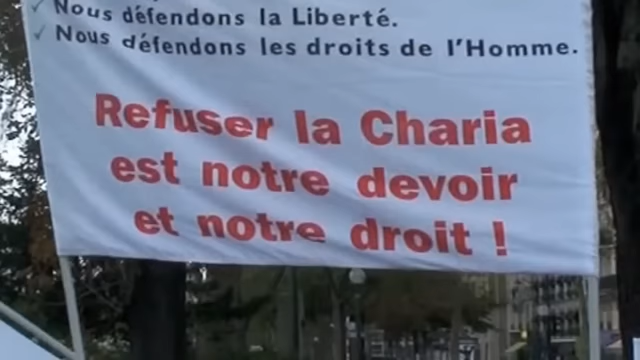 ✓ Nous défendons la Liberté.
✓ Nous défendons les droits de l'Homme.
Refuser la Charia
est notre devoir
et notre droit !